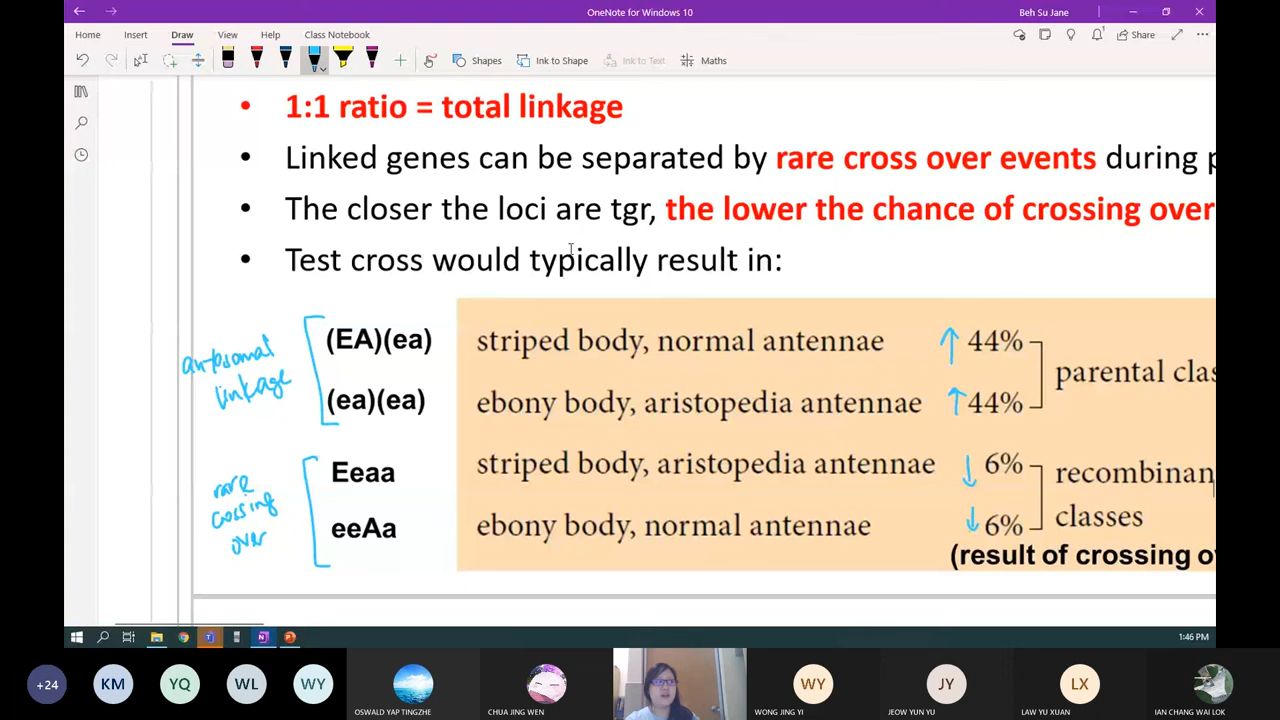 OneNote for Windows 10
Beh Su Jane
Home Insert Draw View Help Class Notebook
Share
Shapes
Ink to Shape
Ink to Text
Maths
• 1:1 ratio = total linkage
• Linked genes can be separated by rare cross over events during p
• The closer the loci are tgr, the lower the chance of crossing over
• Test cross would typically result in:
autosomal
linkage
(EA)(ea) striped body, normal antennae ↑ 44%
parental clas
(ea)(ea) ebony body, aristopedia antennae ↑ 44%
rare
crossing
over
Eeaa striped body, aristopedia antennae ↓ 6%
recombinan
classes
eeAa ebony body, normal antennae ↓ 6%
(result of crossing ov
1:46 PM
+24
KM
YQ
WL
WY
OSWALD YAP TINGZHE
CHUA JING WEN
WY
WONG JING YI
JY
JEOW YUN YU
LX
LAW YU XUAN
IAN CHANG WAI LOK